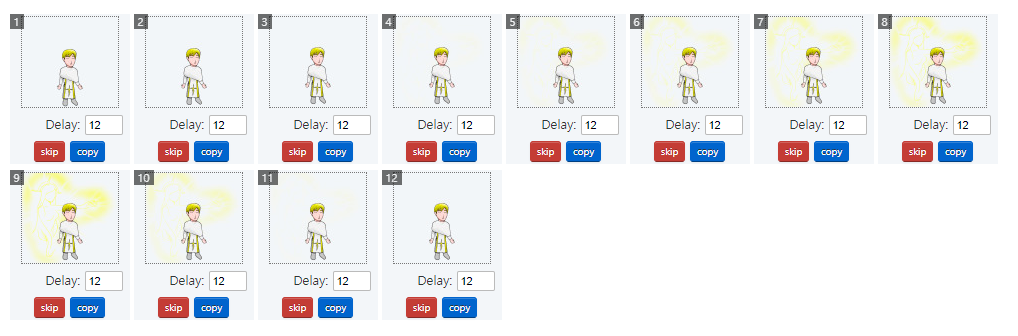 1 2 3 4 5 6 7 8
Delay: 12 Delay: 12 Delay: 12 Delay: 12 Delay: 12 Delay: 12 Delay: 12 Delay: 12
skip copy skip copy skip copy skip copy skip copy skip copy skip copy skip copy
9 10 11 12
Delay: 12 Delay: 12 Delay: 12 Delay: 12
skip copy skip copy skip copy skip copy